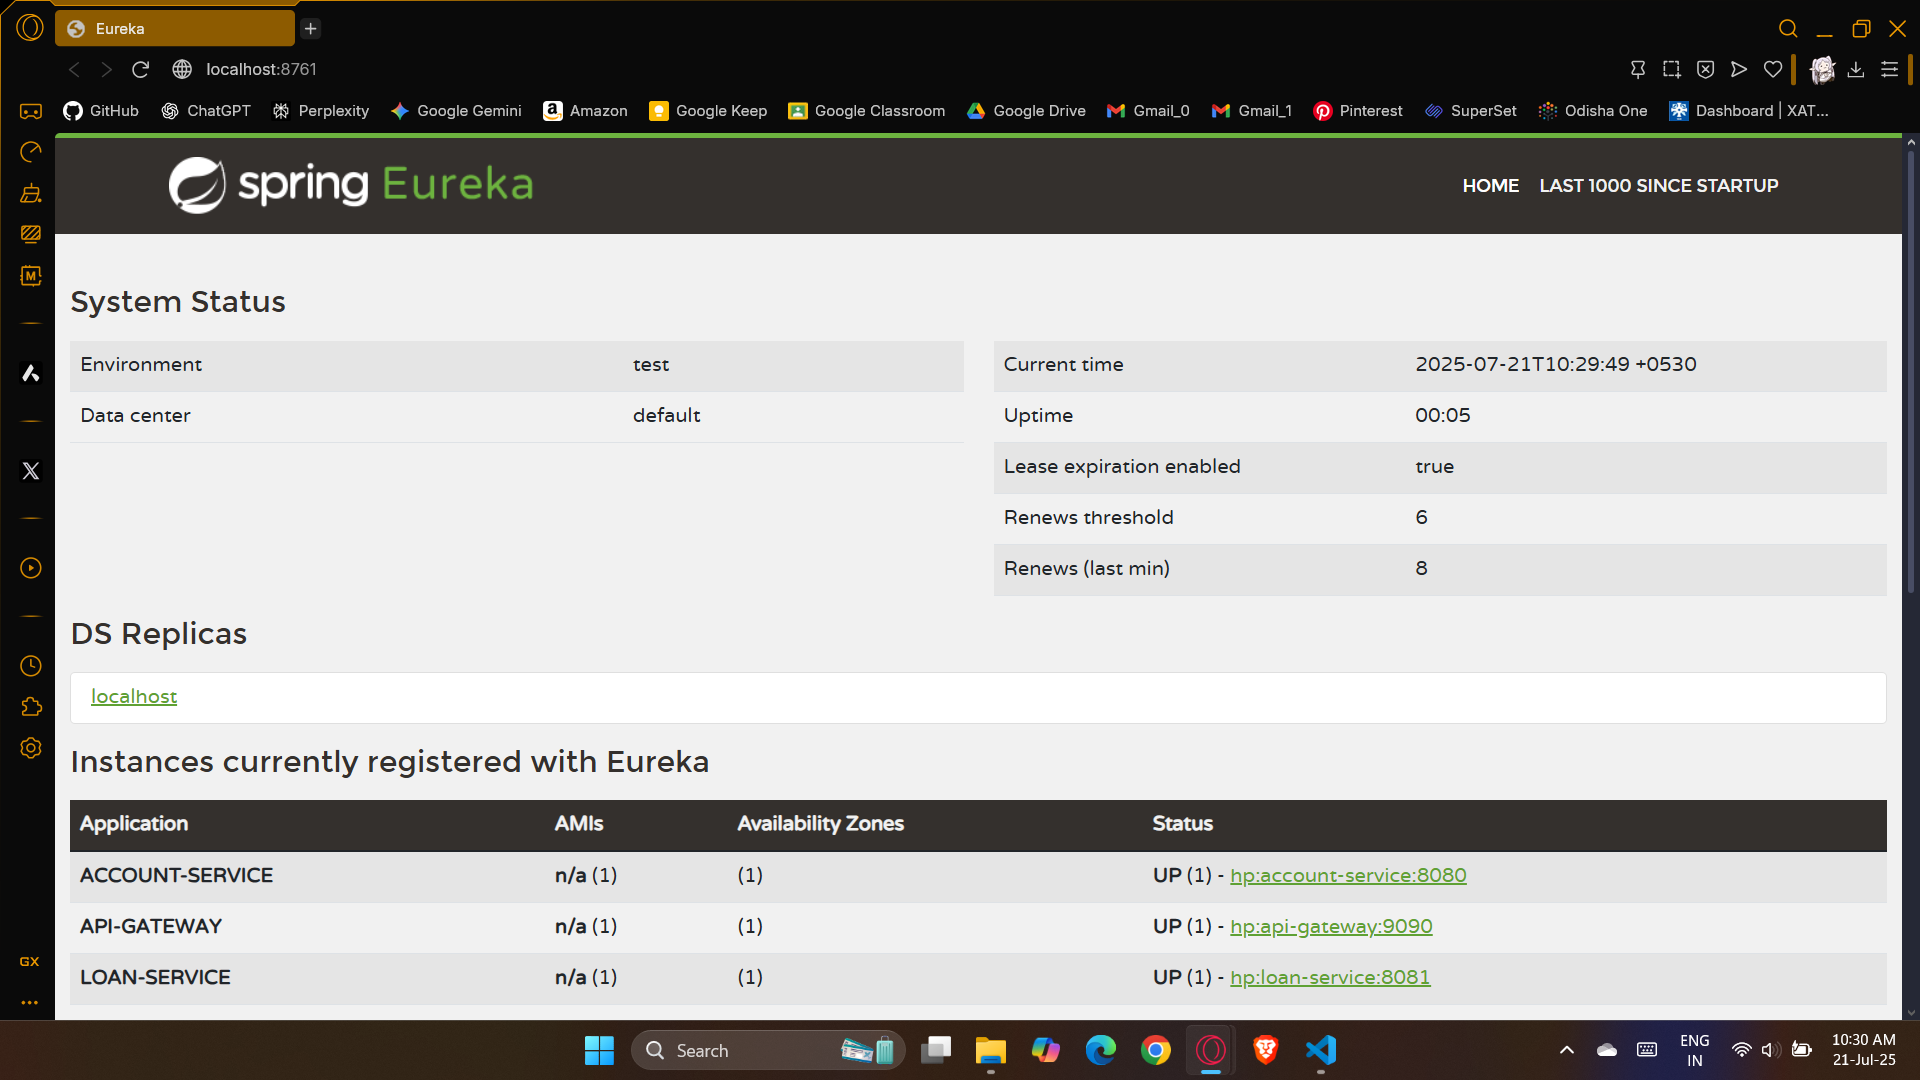 Eureka
localhost:8761
GitHub
ChatGPT
Perplexity
Google Gemini
Amazon
Google Keep
Google Classroom
Google Drive
Gmail_0
Gmail_1
Pinterest
SuperSet
Odisha One
Dashboard | XAT...
spring Eureka
HOME
LAST 1000 SINCE STARTUP
System Status
Environment test
Data center default
Current time 2025-07-21T10:29:49 +0530
Uptime 00:05
Lease expiration enabled true
Renews threshold 6
Renews (last min) 8
DS Replicas
localhost
Instances currently registered with Eureka
Application AMIs Availability Zones Status
ACCOUNT-SERVICE n/a (1) (1) UP (1) - hp:account-service:8080
API-GATEWAY n/a (1) (1) UP (1) - hp:api-gateway:9090
LOAN-SERVICE n/a (1) (1) UP (1) - hp:loan-service:8081
M
GX
Search
ENG
IN
10:30 AM
21-Jul-25